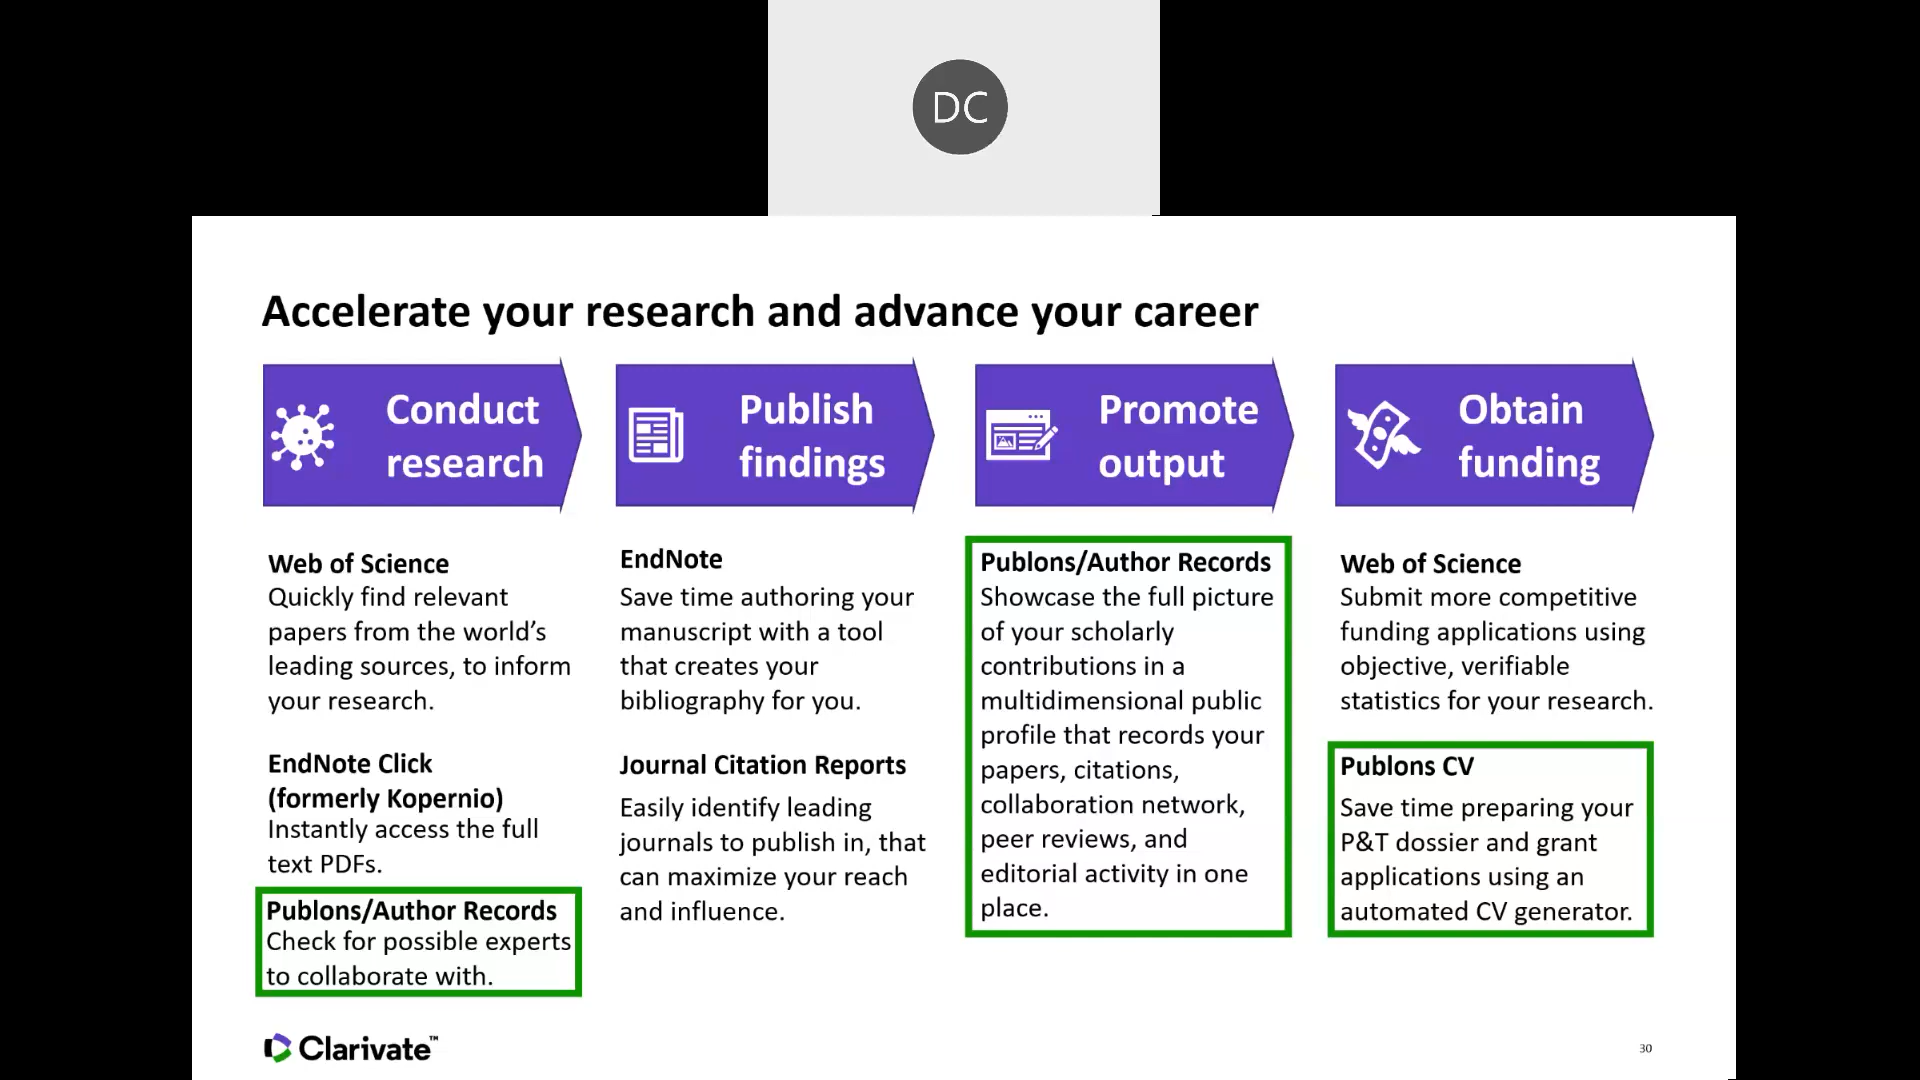 DC
Accelerate your research and advance your career
Conduct
research
Publish
findings
Promote
output
Obtain
funding
Web of Science
Quickly find relevant
papers from the world's
leading sources, to inform
your research.
EndNote Click
(formerly Kopernio)
Instantly access the full
text PDFs.
Publons/Author Records
Check for possible experts
to collaborate with.
EndNote
Save time authoring your
manuscript with a tool
that creates your
bibliography for you.
Journal Citation Reports
Easily identify leading
journals to publish in, that
can maximize your reach
and influence.
Publons/Author Records
Showcase the full picture
of your scholarly
contributions in a
multidimensional public
profile that records your
papers, citations,
collaboration network,
peer reviews, and
editorial activity in one
place.
Web of Science
Submit more competitive
funding applications using
objective, verifiable
statistics for your research.
Publons CV
Save time preparing your
P&T dossier and grant
applications using an
automated CV generator.
Clarivate™
30